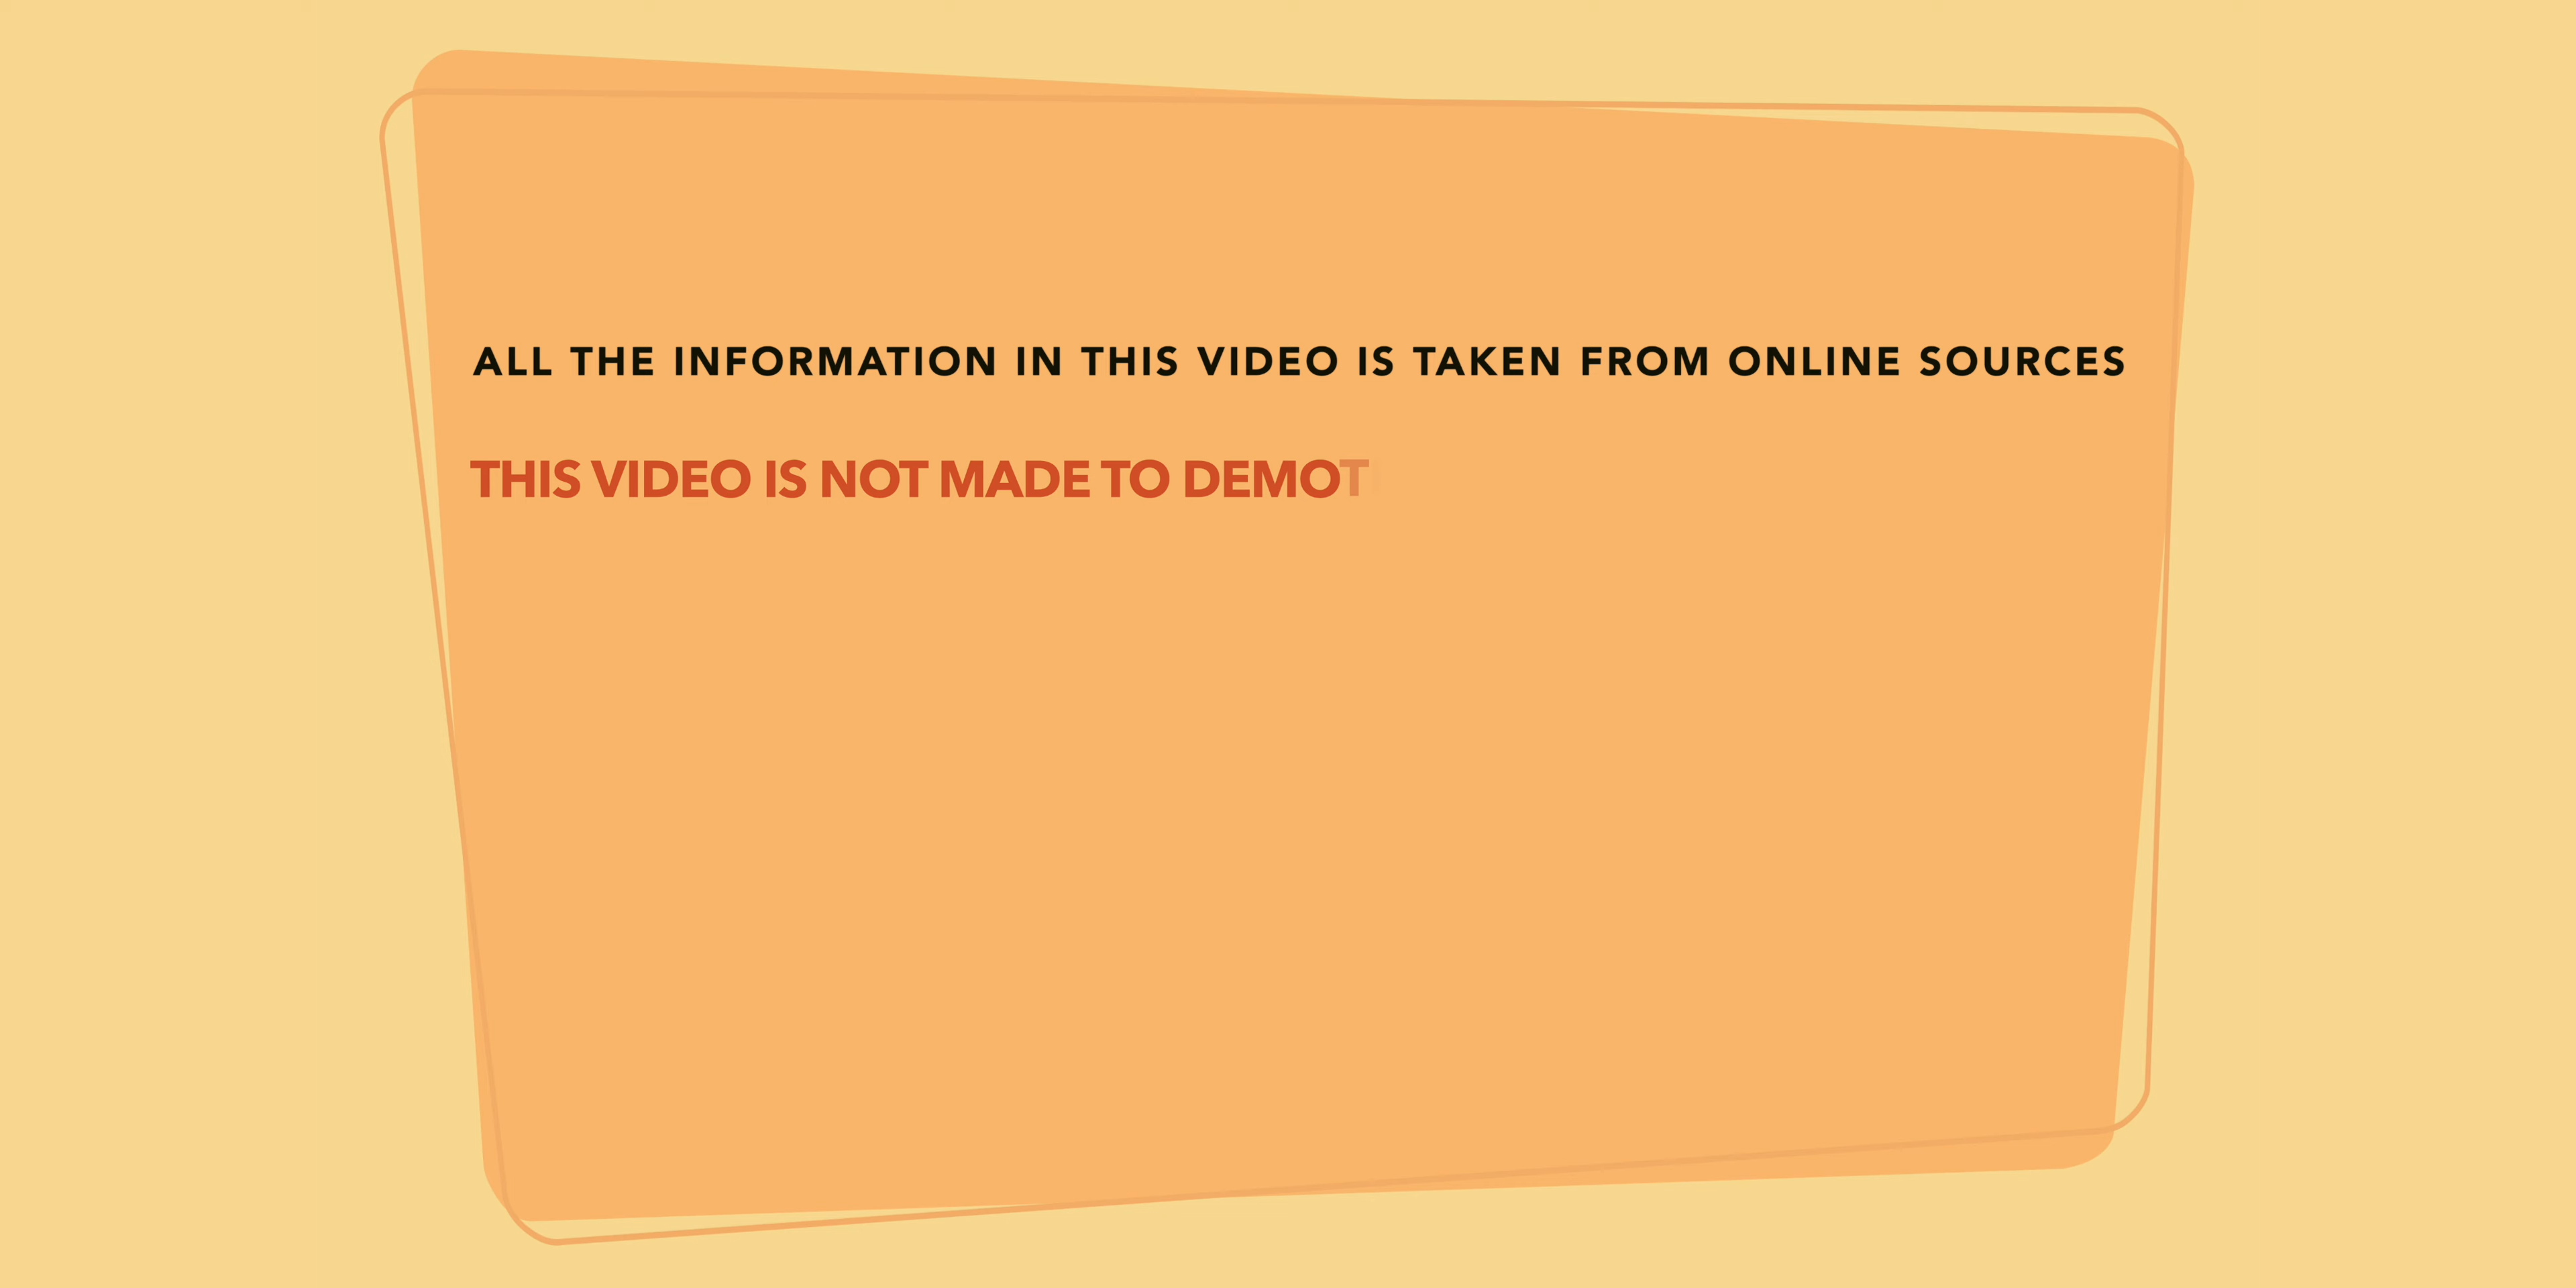 ALL THE INFORMATION IN THIS VIDEO IS TAKEN FROM ONLINE SOURCES
THIS VIDEO IS NOT MADE TO DEMOT